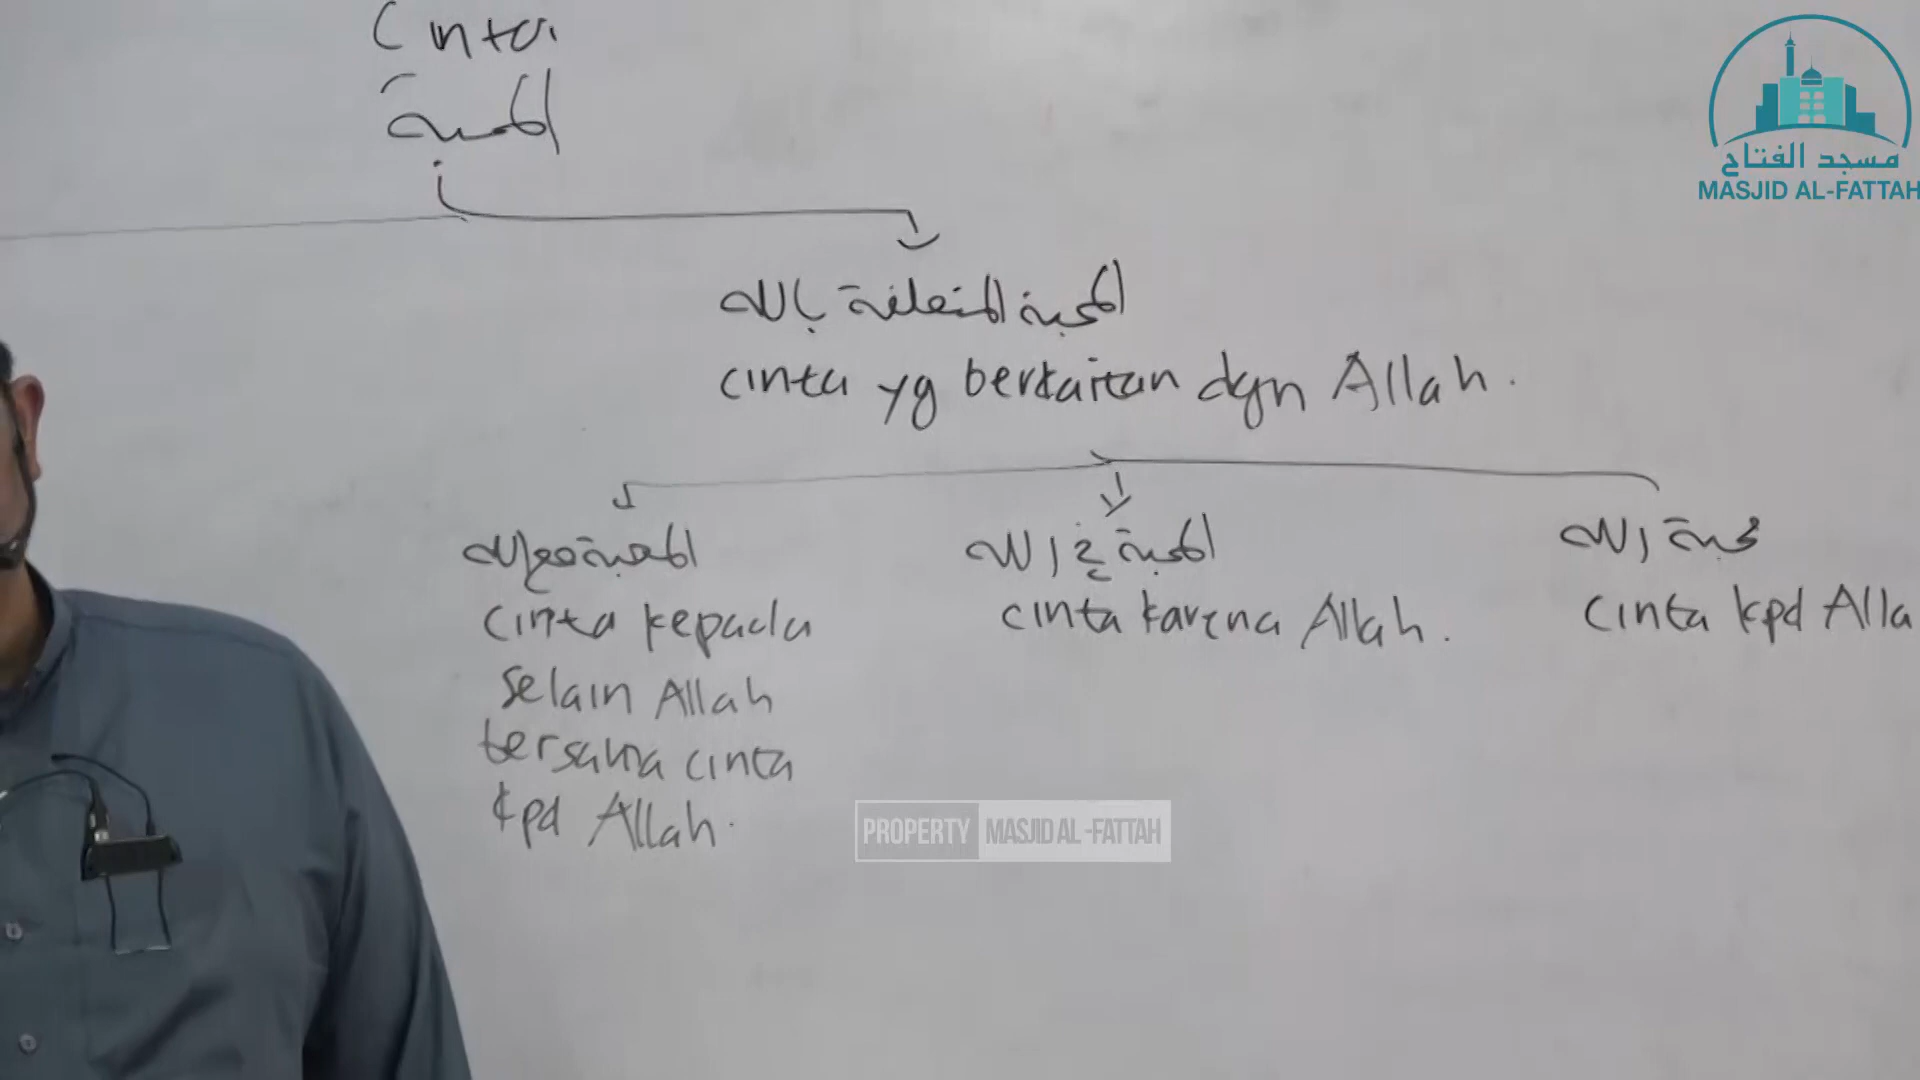 Cinta
المحبة
مسجد الفتاح
MASJID AL-FATTAH
المحبة المتعلقة بالله
cinta yg berkaitan dgn Allah.
المحبة مع الله
cinta kepada
selain Allah
bersama cinta
kpd Allah.
المحبة في الله
cinta karena Allah.
محبة الله
cinta kpd Alla
PROPERTY MASJID AL-FATTAH